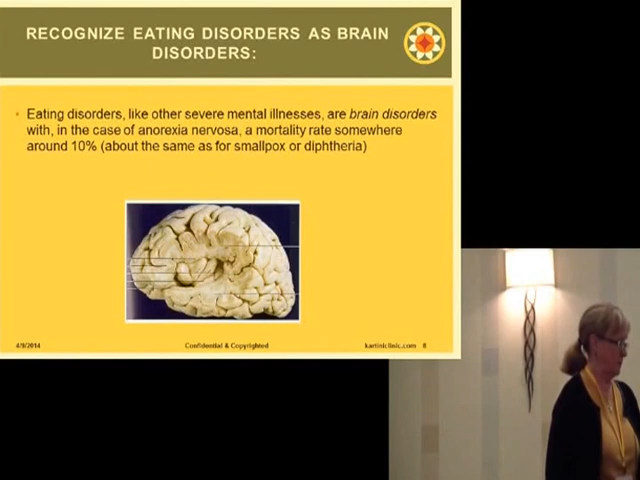 RECOGNIZE EATING DISORDERS AS BRAIN
DISORDERS:
• Eating disorders, like other severe mental illnesses, are brain disorders
with, in the case of anorexia nervosa, a mortality rate somewhere
around 10% (about the same as for smallpox or diphtheria)
4/9/2014 Confidential & Copyrighted kartiniclinic.com 8